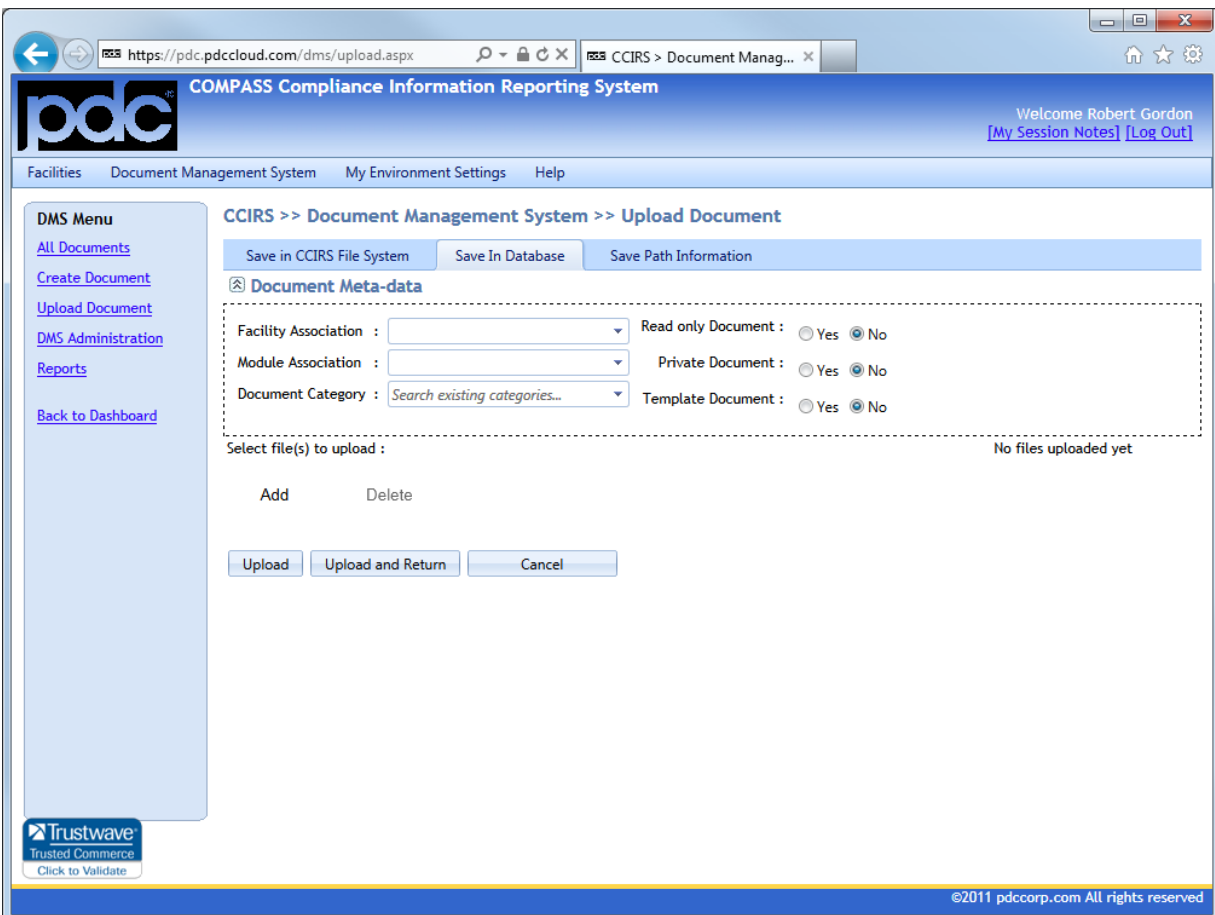 https://pdc.pdccloud.com/dms/upload.aspx
CCIRS > Document Manag...
COMPASS Compliance Information Reporting System
pdc®
Welcome Robert Gordon
[My Session Notes] [Log Out]
Facilities Document Management System My Environment Settings Help
DMS Menu
All Documents
Create Document
Upload Document
DMS Administration
Reports
Back to Dashboard
CCIRS >> Document Management System >> Upload Document
Save in CCIRS File System Save In Database Save Path Information
Document Meta-data
Facility Association : Read only Document : Yes No
Module Association : Private Document : Yes No
Document Category : Search existing categories... Template Document : Yes No
Select file(s) to upload : No files uploaded yet
Add Delete
Upload Upload and Return Cancel
Trustwave®
Trusted Commerce
Click to Validate
©2011 pdccorp.com All rights reserved